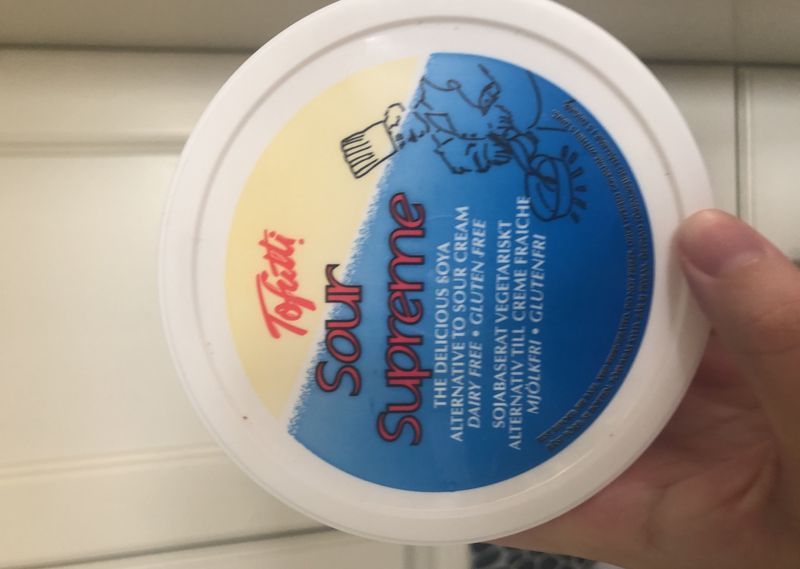 Tofutti
Sour
Supreme
THE DELICIOUS SOYA
ALTERNATIVE TO SOUR CREAM
DAIRY FREE • GLUTEN FREE
SOJABASERAT VEGETARISKT
ALTERNATIV TILL CREME FRAICHE
MJÖLKFRI • GLUTENFRI